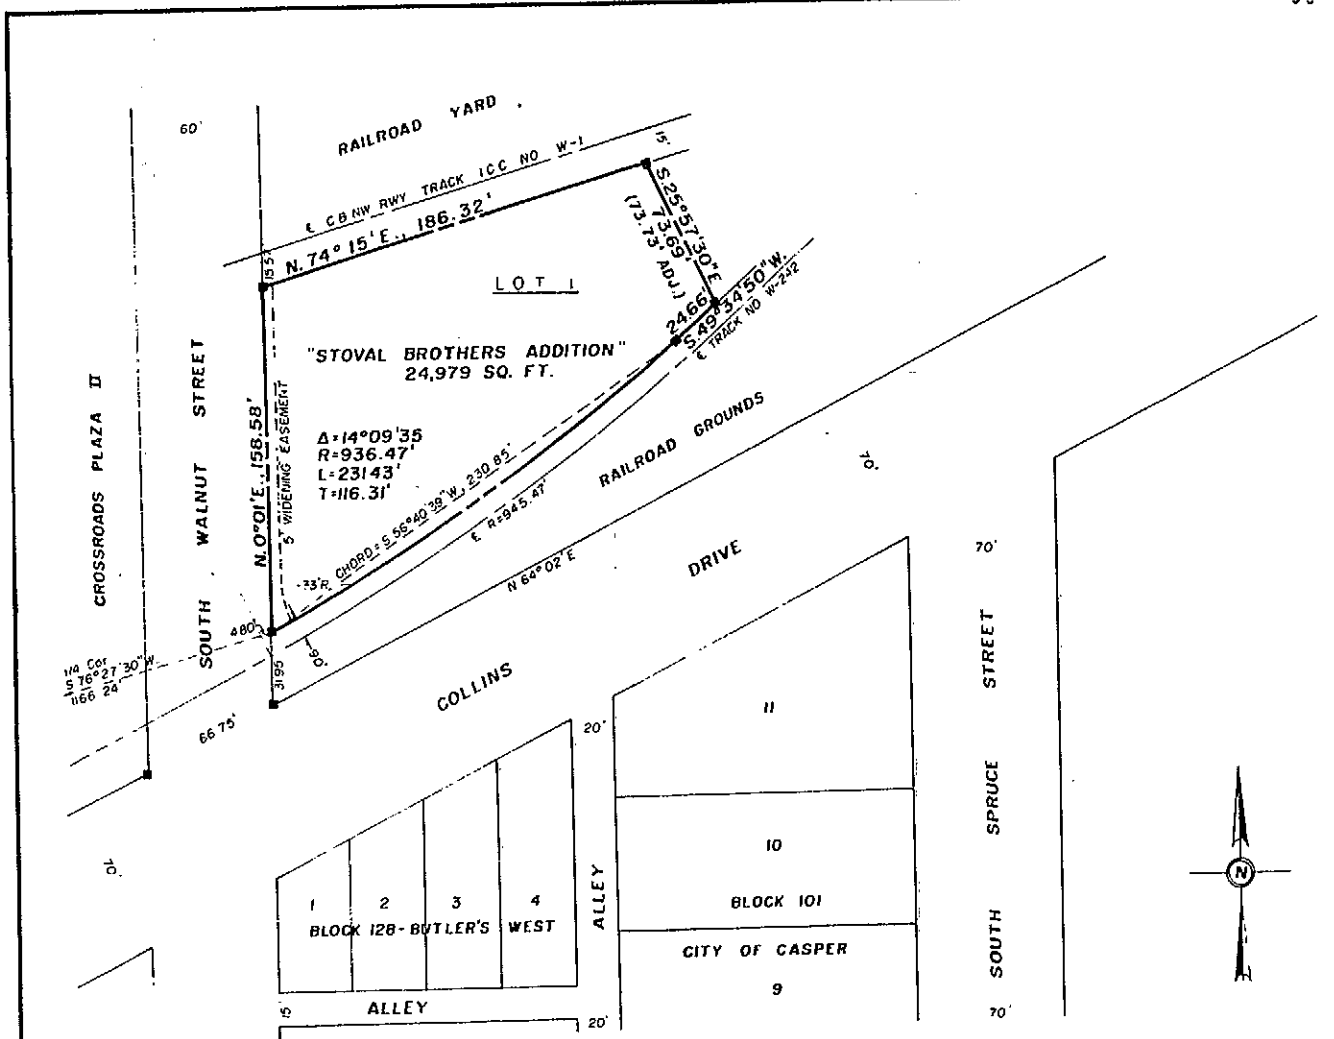 60'
RAILROAD YARD
15'
℄ C B NW RWY TRACK ICC NO W-1
N. 74° 15' E., 186.32'
15.57
S. 25° 57' 30" E
73.69'
(73.73' ADJ.)
LOT 1
24.66'
S. 49° 34' 50" W.
℄ TRACK NO W-242
"STOVAL BROTHERS ADDITION"
24,979 SQ. FT.
CROSSROADS PLAZA II
SOUTH WALNUT STREET
N. 0° 01' E., 158.58'
5' WIDENING EASEMENT
Δ=14°09'35
R=936.47'
L=231.43'
T=116.31'
CHORD = S 56° 40' 39" W, 230.85'
℄ R=945.47'
RAILROAD GROUNDS
70'
N 64° 02' E
33'R
480'
1/4 Cor
S 76° 27' 30" W
1166 24'
90'
31.95
66 75'
COLLINS DRIVE
70'
20'
11
70'
SOUTH SPRUCE STREET
10
BLOCK 101
CITY OF CASPER
9
70'
1 2 3 4
BLOCK 128 - BUTLER'S WEST
ALLEY
ALLEY
15'
20'
70'
N